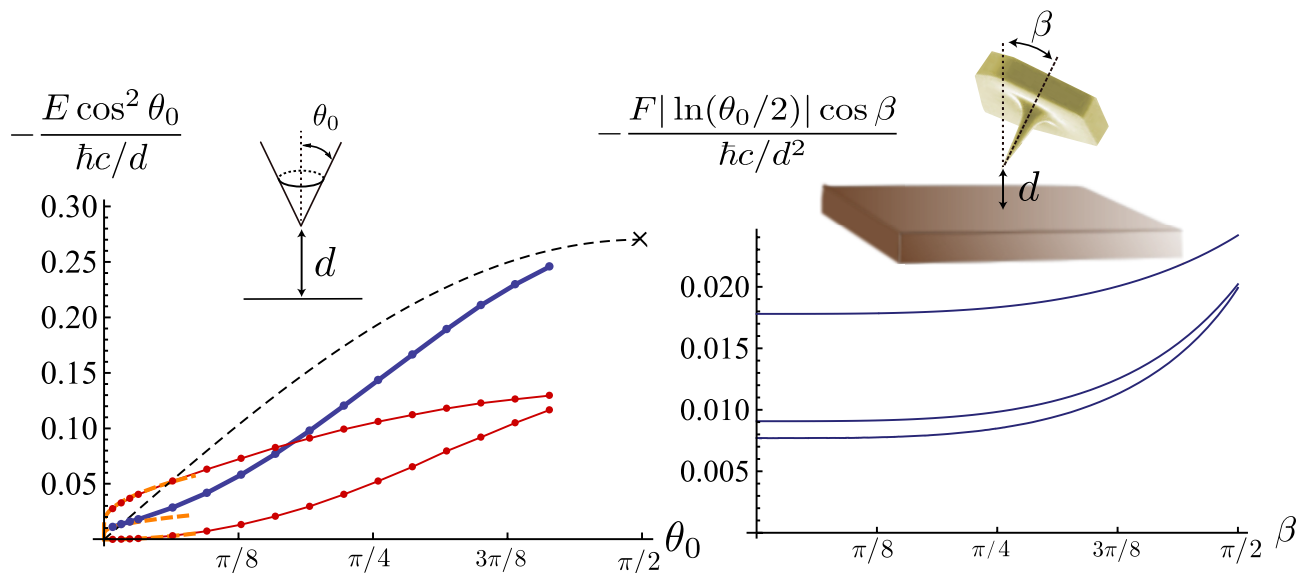 − E cos² θ₀ / ħc/d
θ₀
d
0.30
0.25
0.20
0.15
0.10
0.05
π/8
π/4
3π/8
π/2
θ₀
− F| ln(θ₀/2)| cos β / ħc/d²
β
d
0.020
0.015
0.010
0.005
π/8
π/4
3π/8
π/2
β